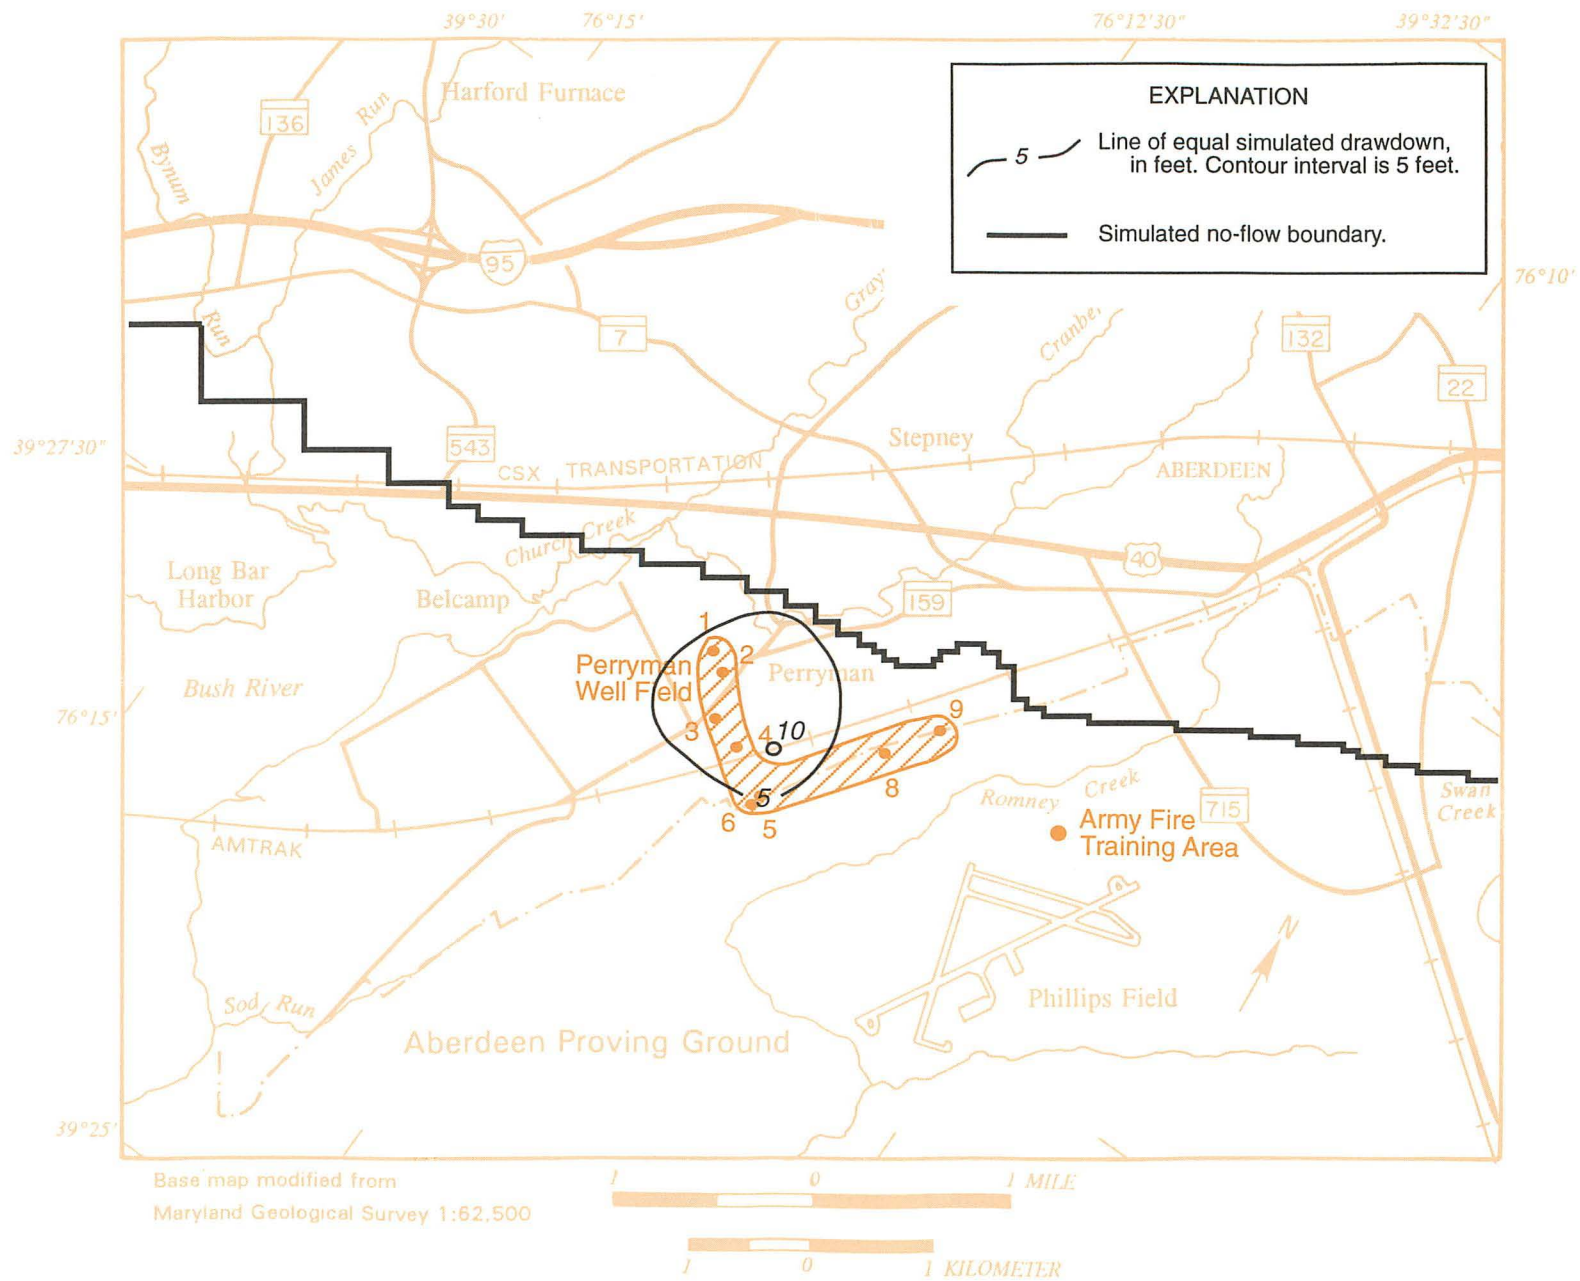 39°30' 76°15' 76°12'30" 39°32'30"
Harford Furnace
136
James Run
Bynum
Run
EXPLANATION
5 Line of equal simulated drawdown,
in feet. Contour interval is 5 feet.
Simulated no-flow boundary.
95
76°10'
Gray'
7
Cranbe
132
22
39°27'30"
543
Stepney
CSX TRANSPORTATION
ABERDEEN
Church Creek
40
Long Bar
Harbor
Belcamp
159
1
2
Perryman
Well Field
Perryman
Bush River
76°15'
3
4
10
9
5
8
6
5
Romney Creek
715
Swan
Creek
Army Fire
Training Area
AMTRAK
N
Sod Run
Phillips Field
Aberdeen Proving Ground
39°25'
Base map modified from
Maryland Geological Survey 1:62,500
1 0 1 MILE
1 0 1 KILOMETER